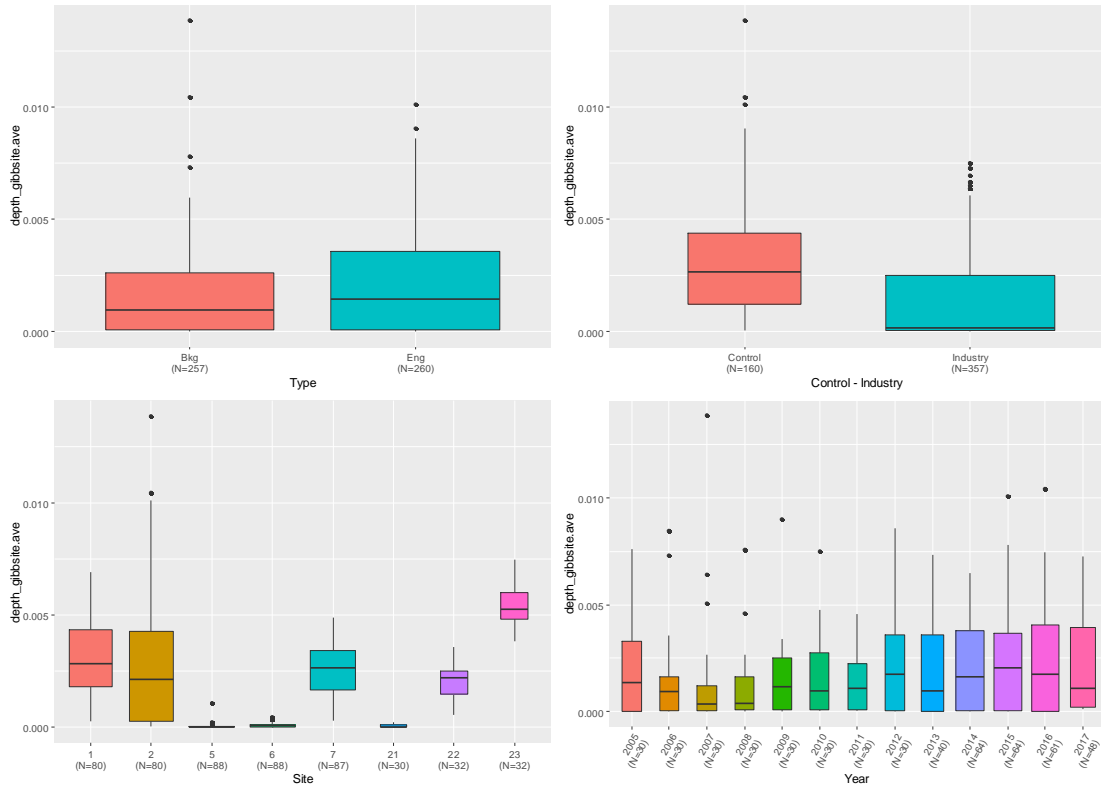 depth_gibbsite.ave
0.010
0.005
0.000
Bkg
(N=257)
Eng
(N=260)
Type
depth_gibbsite.ave
0.010
0.005
0.000
Control
(N=160)
Industry
(N=357)
Control - Industry
depth_gibbsite.ave
0.010
0.005
0.000
1
(N=80)
2
(N=80)
5
(N=88)
6
(N=88)
7
(N=87)
21
(N=30)
22
(N=32)
23
(N=32)
Site
depth_gibbsite.ave
0.010
0.005
0.000
2005
(N=30)
2006
(N=30)
2007
(N=30)
2008
(N=30)
2009
(N=30)
2010
(N=30)
2011
(N=30)
2012
(N=30)
2013
(N=40)
2014
(N=64)
2015
(N=64)
2016
(N=61)
2017
(N=48)
Year